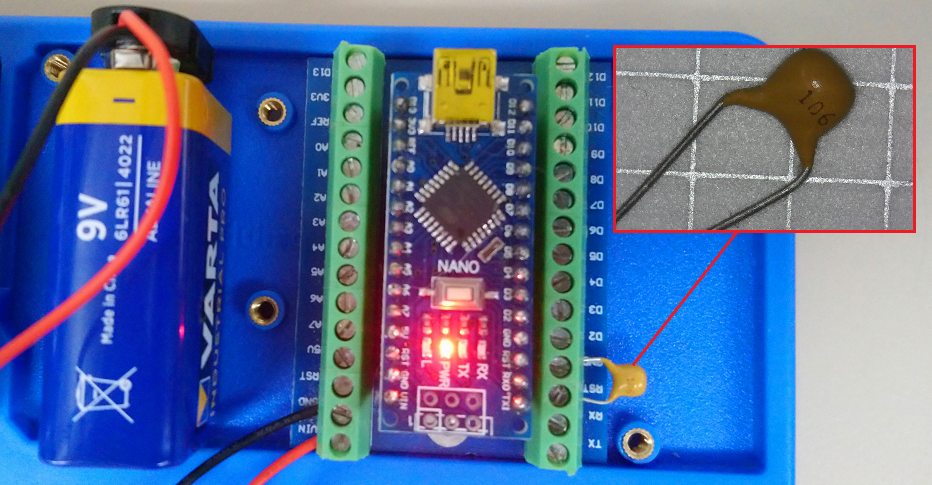 9V
6LR61 | 4022
ALKALINE
Made in C
VARTA
INDUSTRIAL
D13
3V3
REF
A0
A1
A2
A3
A4
A5
A6
A7
5V
RST
GND
VIN
NANO
L
PWR
TX
RX
1
D12
D11
D10
D9
D8
D7
D6
D5
D4
D3
D2
GND
RST
RX
TX
106